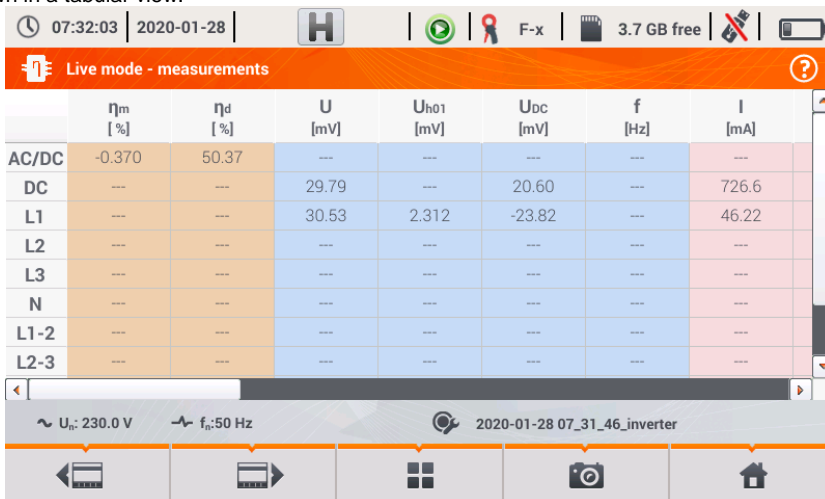 07:32:03 2020-01-28 H F-x 3.7 GB free
Live mode - measurements ?
ηm ηd U Uh01 UDC f I
[ %] [ %] [mV] [mV] [mV] [Hz] [mA]
AC/DC -0.370 50.37 --- --- --- --- ---
DC --- --- 29.79 --- 20.60 --- 726.6
L1 --- --- 30.53 2.312 -23.82 --- 46.22
L2 --- --- --- --- --- --- ---
L3 --- --- --- --- --- --- ---
N --- --- --- --- --- --- ---
L1-2 --- --- --- --- --- --- ---
L2-3 --- --- --- --- --- --- ---
Un: 230.0 V fn:50 Hz 2020-01-28 07_31_46_inverter